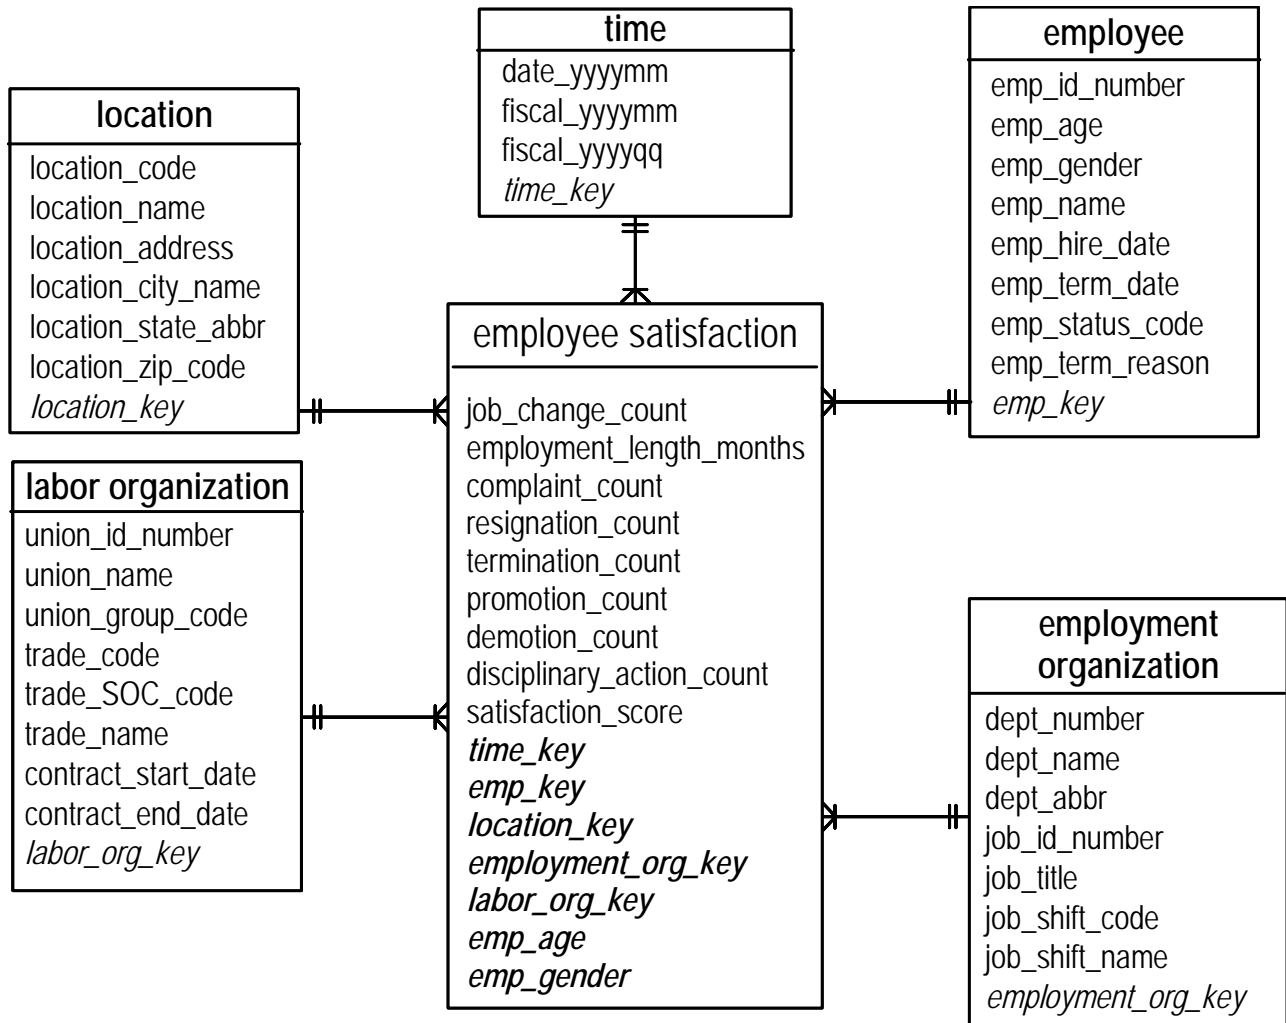 time
date_yyyymm
fiscal_yyyymm
fiscal_yyyyqq
time_key
employee
emp_id_number
emp_age
emp_gender
emp_name
emp_hire_date
emp_term_date
emp_status_code
emp_term_reason
emp_key
location
location_code
location_name
location_address
location_city_name
location_state_abbr
location_zip_code
location_key
employee satisfaction
job_change_count
employment_length_months
complaint_count
resignation_count
termination_count
promotion_count
demotion_count
disciplinary_action_count
satisfaction_score
time_key
emp_key
location_key
employment_org_key
labor_org_key
emp_age
emp_gender
labor organization
union_id_number
union_name
union_group_code
trade_code
trade_SOC_code
trade_name
contract_start_date
contract_end_date
labor_org_key
employment
organization
dept_number
dept_name
dept_abbr
job_id_number
job_title
job_shift_code
job_shift_name
employment_org_key